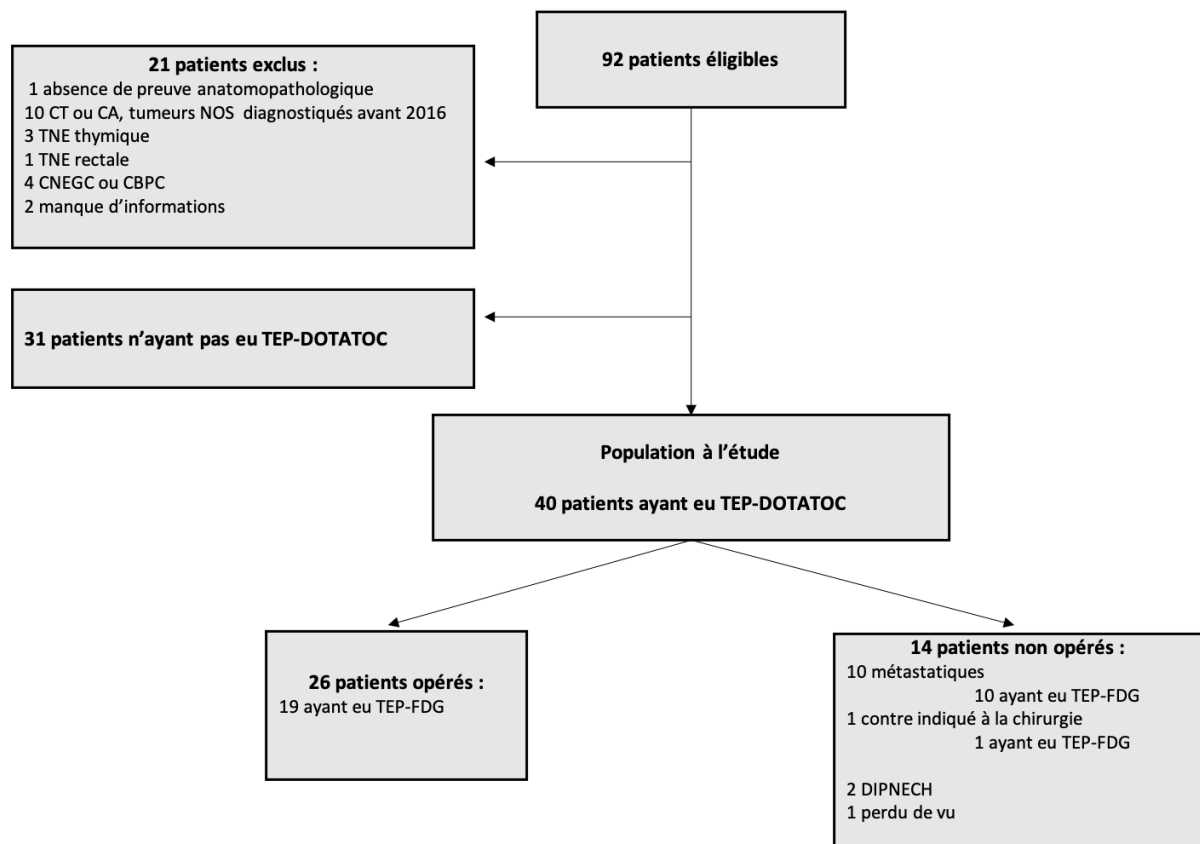 92 patients éligibles
21 patients exclus :
1 absence de preuve anatomopathologique
10 CT ou CA, tumeurs NOS diagnostiqués avant 2016
3 TNE thymique
1 TNE rectale
4 CNEGC ou CBPC
2 manque d'informations
31 patients n'ayant pas eu TEP-DOTATOC
Population à l'étude
40 patients ayant eu TEP-DOTATOC
26 patients opérés :
19 ayant eu TEP-FDG
14 patients non opérés :
10 métastatiques
10 ayant eu TEP-FDG
1 contre indiqué à la chirurgie
1 ayant eu TEP-FDG
2 DIPNECH
1 perdu de vu